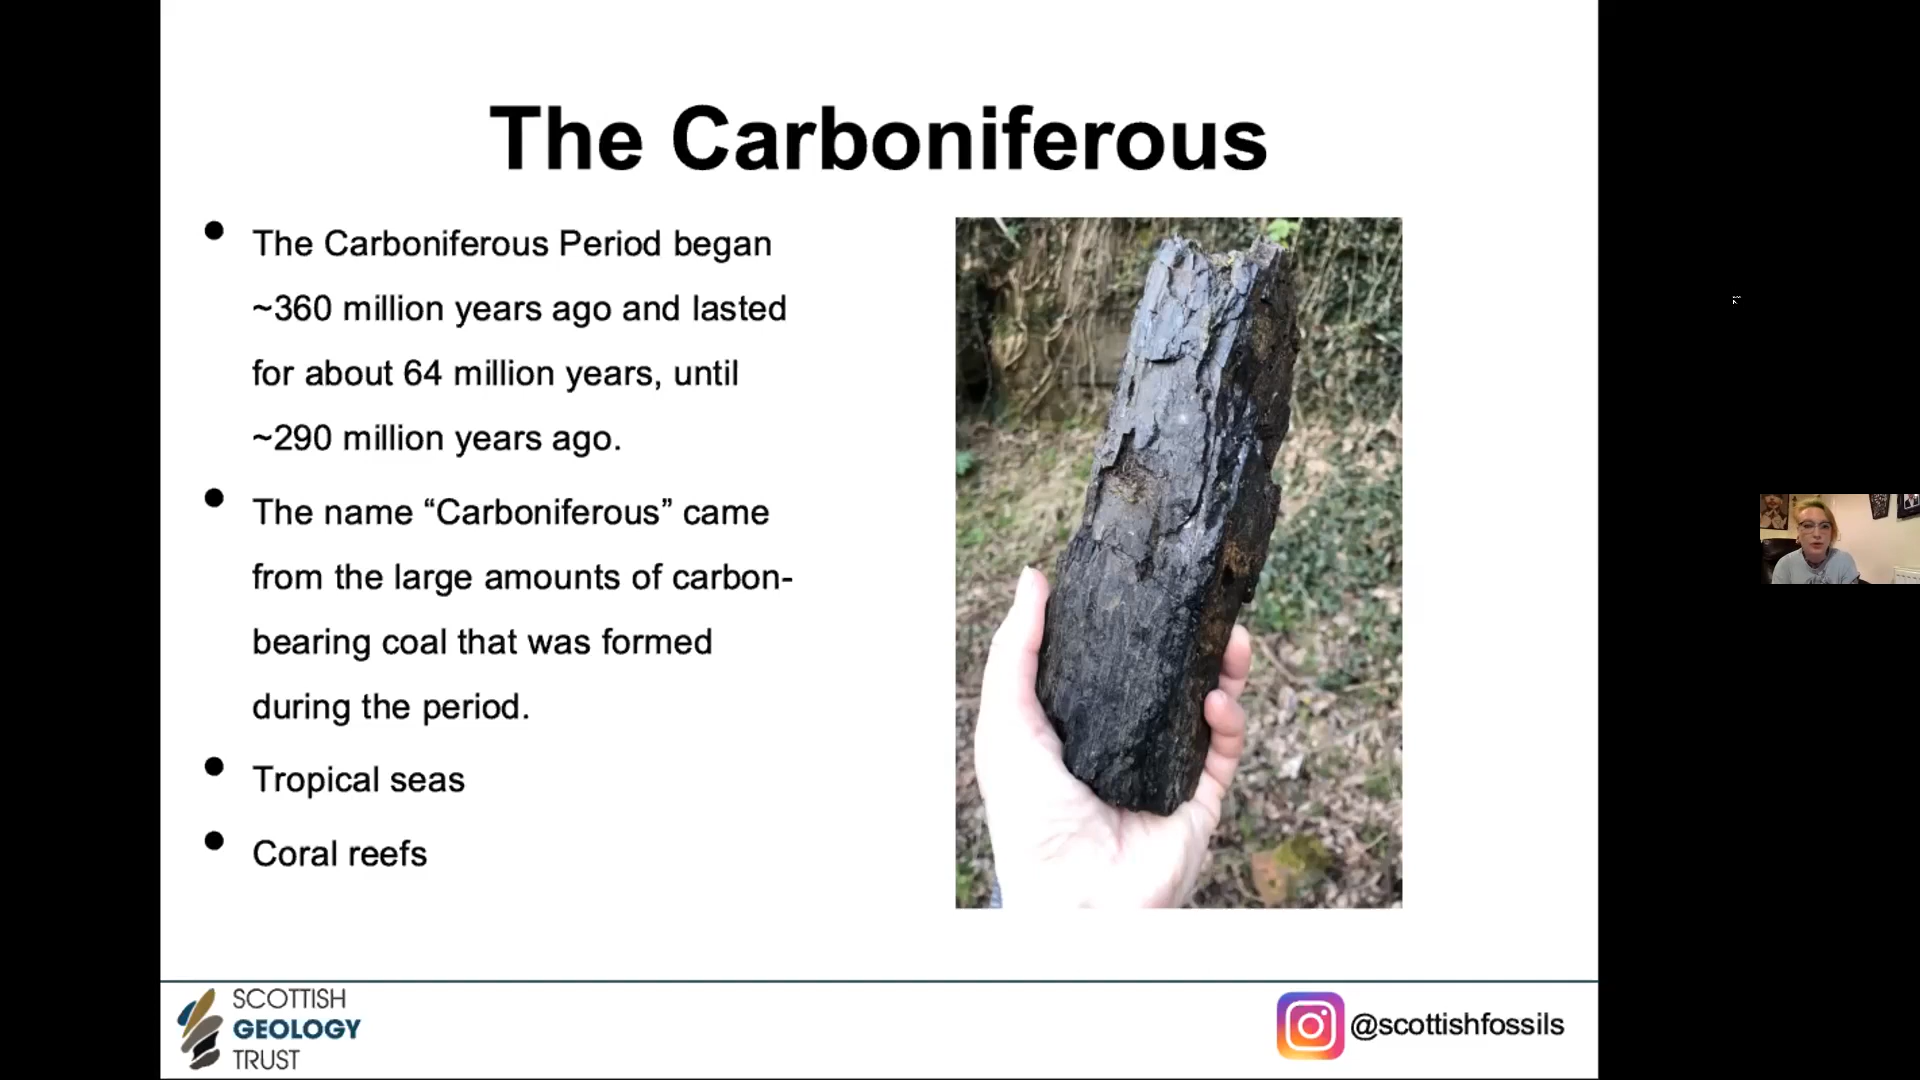 The Carboniferous
• The Carboniferous Period began
~360 million years ago and lasted
for about 64 million years, until
~290 million years ago.
• The name “Carboniferous” came
from the large amounts of carbon-
bearing coal that was formed
during the period.
• Tropical seas
• Coral reefs
SCOTTISH
GEOLOGY
TRUST
@scottishfossils